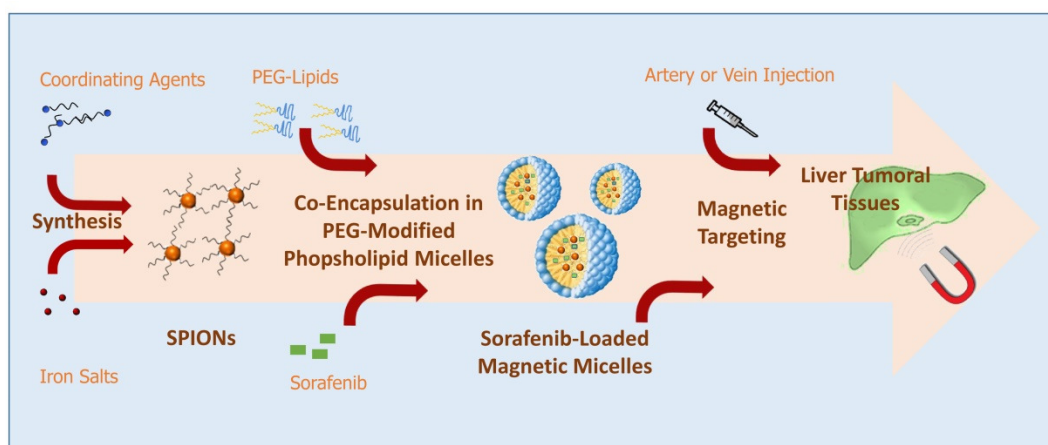 Coordinating Agents
PEG-Lipids
Artery or Vein Injection
Synthesis
Co-Encapsulation in
PEG-Modified
Phopsholipid Micelles
Magnetic
Targeting
Liver Tumoral
Tissues
SPIONs
Sorafenib-Loaded
Magnetic Micelles
Iron Salts
Sorafenib